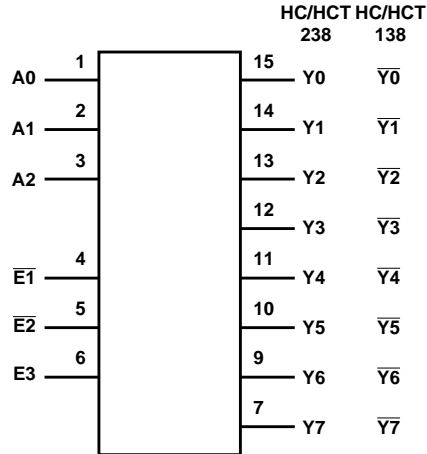 HC/HCT HC/HCT
238 138
1 15
A0 Y0 Y0
2 14
A1 Y1 Y1
3 13
A2 Y2 Y2
12
Y3 Y3
4 11
E1 Y4 Y4
5 10
E2 Y5 Y5
6 9
E3 Y6 Y6
7
Y7 Y7